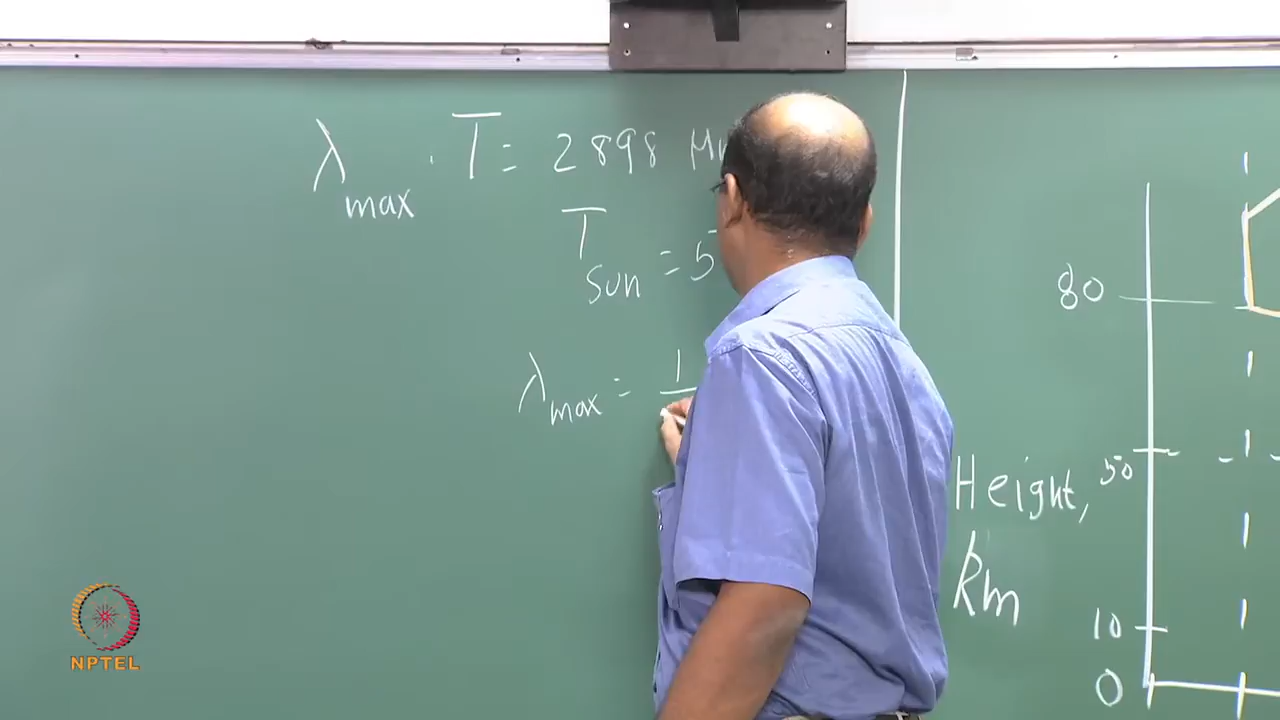 λmax · T = 2898
TSun = 5
λmax = 1
80
Height, 50
Km
10
0
NPTEL